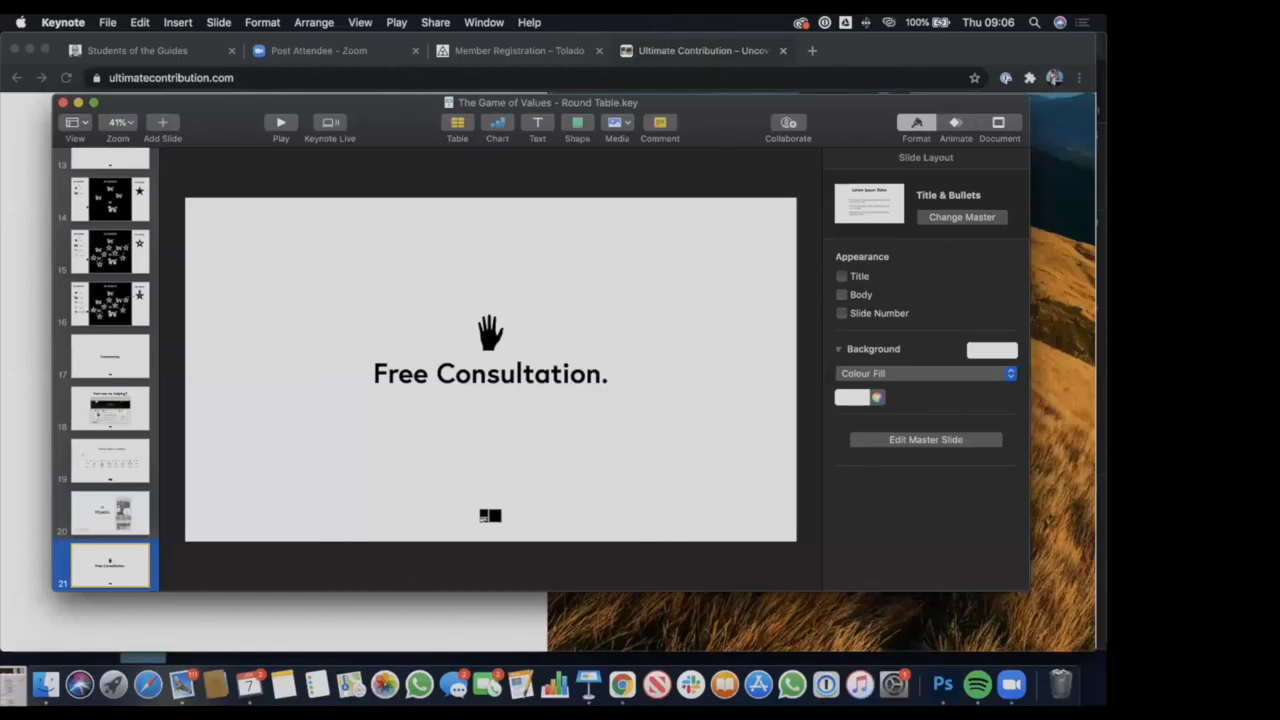 Keynote File Edit Insert Slide Format Arrange View Play Share Window Help 100% Thu 09:06
Students of the Guides Post Attendee - Zoom Member Registration – Tolado Ultimate Contribution – Uncov
ultimatecontribution.com
The Game of Values - Round Table.key
41%
View Zoom Add Slide Play Keynote Live Table Chart Text Shape Media Comment Collaborate Format Animate Document
Slide Layout
Title & Bullets
Change Master
Appearance
Title
Body
Slide Number
Background
Colour Fill
Edit Master Slide
13
14
15
16
Community.
17
18
19
20
Free Consultation.
21
Free Consultation.